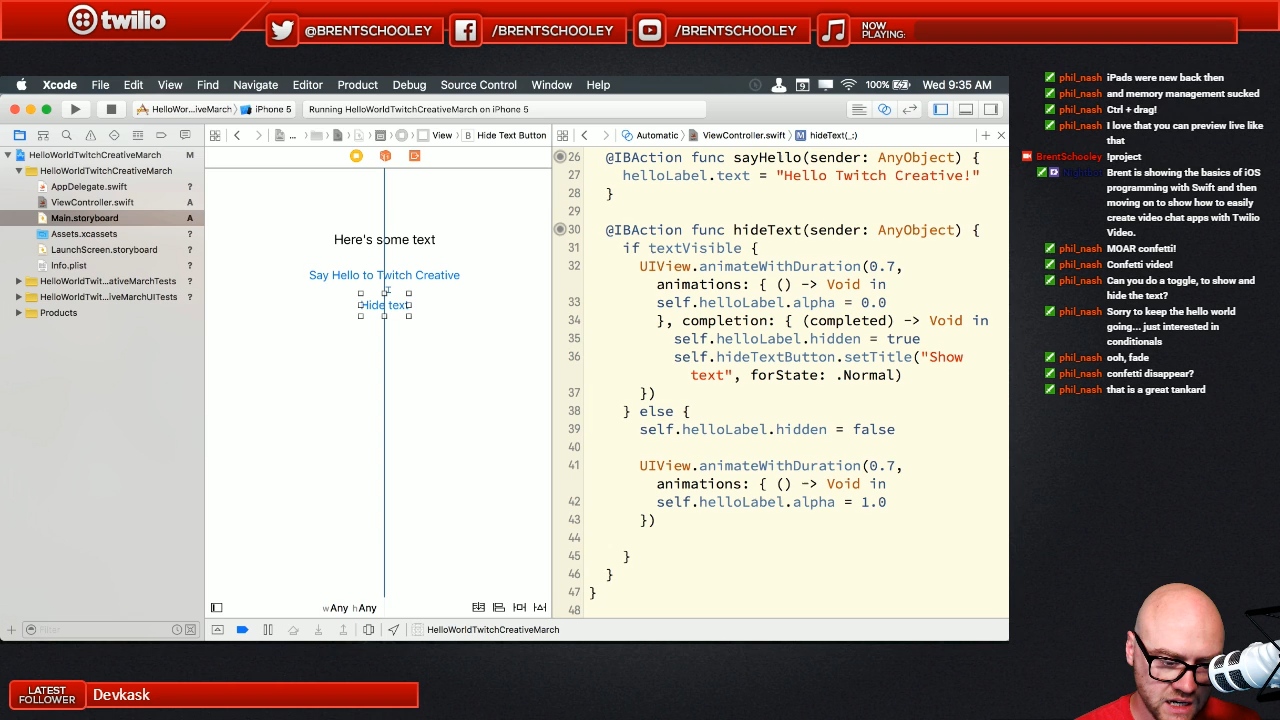 twilio
@BRENTSCHOOLEY
/BRENTSCHOOLEY
/BRENTSCHOOLEY
NOW
PLAYING:
Xcode File Edit View Find Navigate Editor Product Debug Source Control Window Help
9
100%
Wed 9:35 AM
HelloWor...iveMarch
iPhone 5
Running HelloWorldTwitchCreativeMarch on iPhone 5
... View B Hide Text Button
Automatic ViewController.swift M hideText(_:)
HelloWorldTwitchCreativeMarch M
HelloWorldTwitchCreativeMarch
AppDelegate.swift ?
ViewController.swift A
Main.storyboard A
Assets.xcassets ?
LaunchScreen.storyboard ?
Info.plist ?
HelloWorldTwit...ativeMarchTests ?
HelloWorldTwit...iveMarchUITests ?
Products
Filter
Here's some text
Say Hello to Twitch Creative
Hide text
wAny hAny
26 @IBAction func sayHello(sender: AnyObject) {
27 helloLabel.text = "Hello Twitch Creative!"
28 }
29
30 @IBAction func hideText(sender: AnyObject) {
31 if textVisible {
32 UIView.animateWithDuration(0.7,
animations: { () -> Void in
33 self.helloLabel.alpha = 0.0
34 }, completion: { (completed) -> Void in
35 self.helloLabel.hidden = true
36 self.hideTextButton.setTitle("Show
text", forState: .Normal)
37 })
38 } else {
39 self.helloLabel.hidden = false
40
41 UIView.animateWithDuration(0.7,
animations: { () -> Void in
42 self.helloLabel.alpha = 1.0
43 })
44
45 }
46 }
47 }
48
HelloWorldTwitchCreativeMarch
phil_nash iPads were new back then
phil_nash and memory management sucked
phil_nash Ctrl + drag!
phil_nash I love that you can preview live like
that
BrentSchooley !project
Nightbot Brent is showing the basics of iOS
programming with Swift and then
moving on to show how to easily
create video chat apps with Twilio
Video.
phil_nash MOAR confetti!
phil_nash Confetti video!
phil_nash Can you do a toggle, to show and
hide the text?
phil_nash Sorry to keep the hello world
going... just interested in
conditionals
phil_nash ooh, fade
phil_nash confetti disappear?
phil_nash that is a great tankard
LATEST
FOLLOWER
Devkask